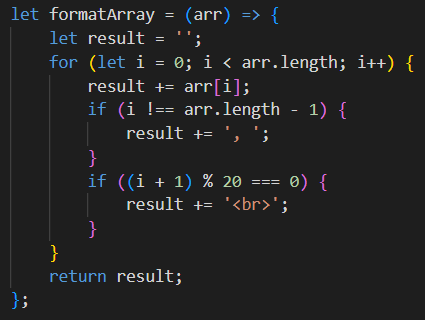 let formatArray = (arr) => {
    let result = '';
    for (let i = 0; i < arr.length; i++) {
        result += arr[i];
        if (i !== arr.length - 1) {
            result += ', ';
        }
        if ((i + 1) % 20 === 0) {
            result += '<br>';
        }
    }
    return result;
};